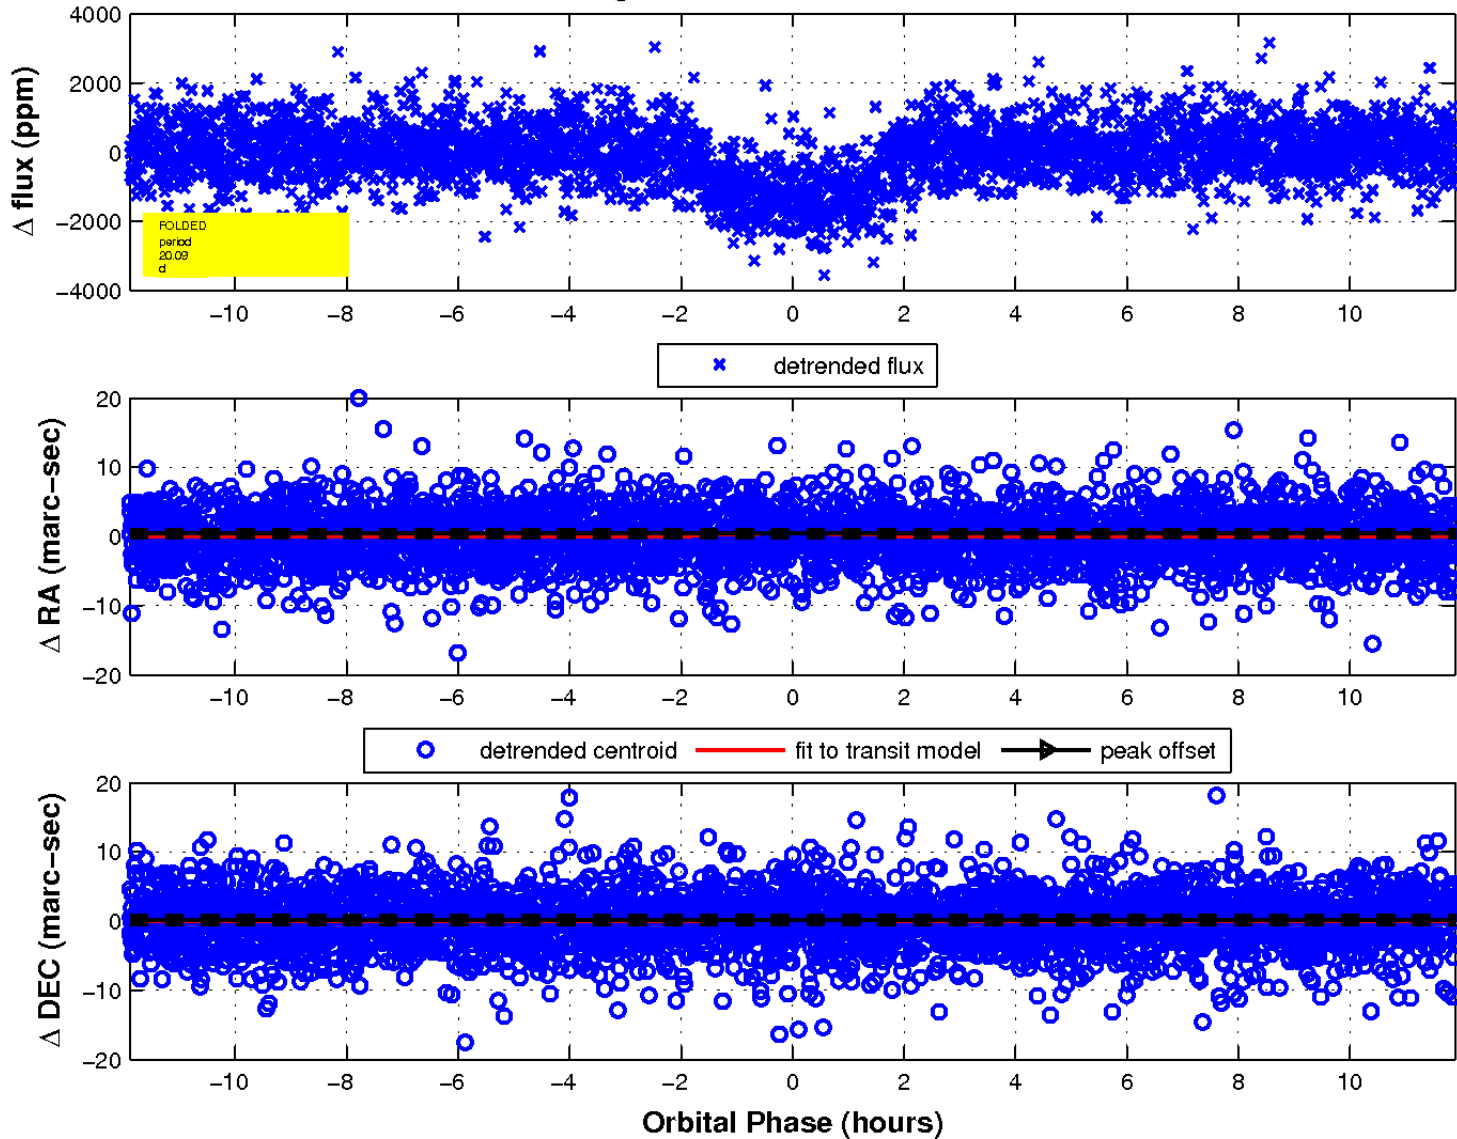 4000
2000
0
−2000
−4000
Δ flux (ppm)
FOLDED
period
20.09
d
−10 −8 −6 −4 −2 0 2 4 6 8 10
detrended flux
20
10
0
−10
−20
Δ RA (marc−sec)
−10 −8 −6 −4 −2 0 2 4 6 8 10
detrended centroid fit to transit model peak offset
20
10
0
−10
−20
Δ DEC (marc−sec)
−10 −8 −6 −4 −2 0 2 4 6 8 10
Orbital Phase (hours)